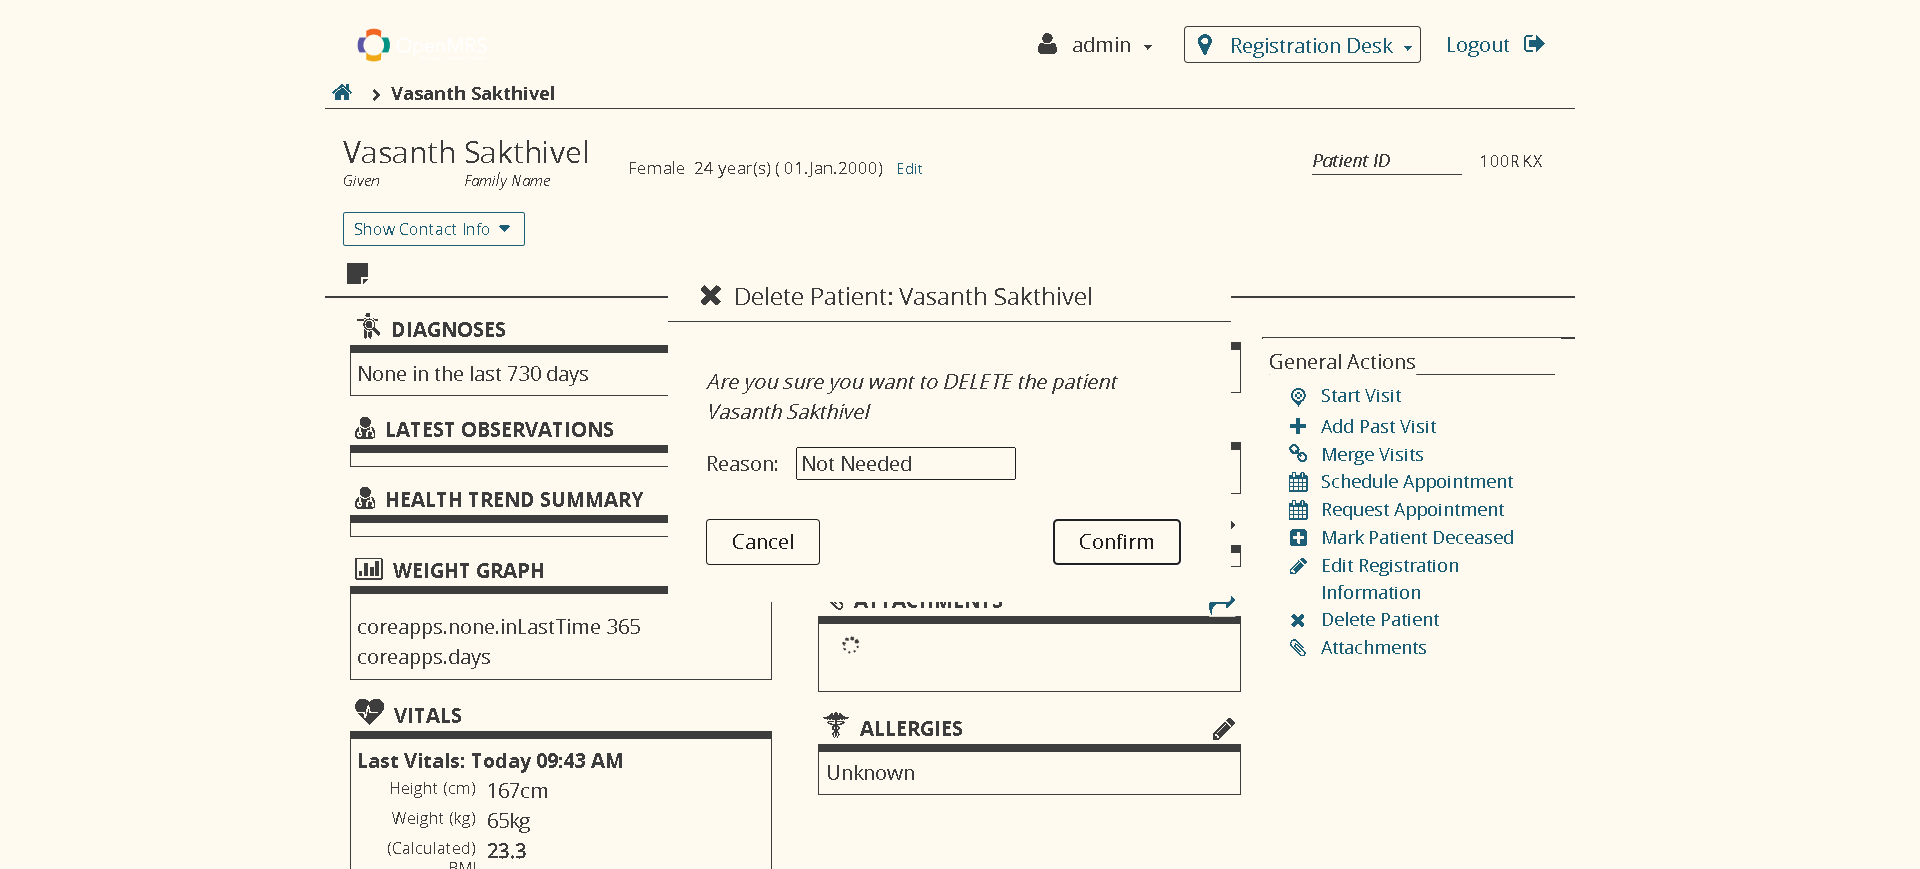 OpenMRS
admin
Registration Desk
Logout
Vasanth Sakthivel
Vasanth Sakthivel
Given
Family Name
Female 24 year(s) ( 01.Jan.2000) Edit
Patient ID
100RKX
Show Contact Info
Delete Patient: Vasanth Sakthivel
Are you sure you want to DELETE the patient
Vasanth Sakthivel
Reason: Not Needed
Cancel
Confirm
DIAGNOSES
None in the last 730 days
LATEST OBSERVATIONS
HEALTH TREND SUMMARY
WEIGHT GRAPH
coreapps.none.inLastTime 365
coreapps.days
VITALS
Last Vitals: Today 09:43 AM
Height (cm) 167cm
Weight (kg) 65kg
(Calculated) 23.3
BMI
ATTACHMENTS
ALLERGIES
Unknown
General Actions
Start Visit
Add Past Visit
Merge Visits
Schedule Appointment
Request Appointment
Mark Patient Deceased
Edit Registration
Information
Delete Patient
Attachments